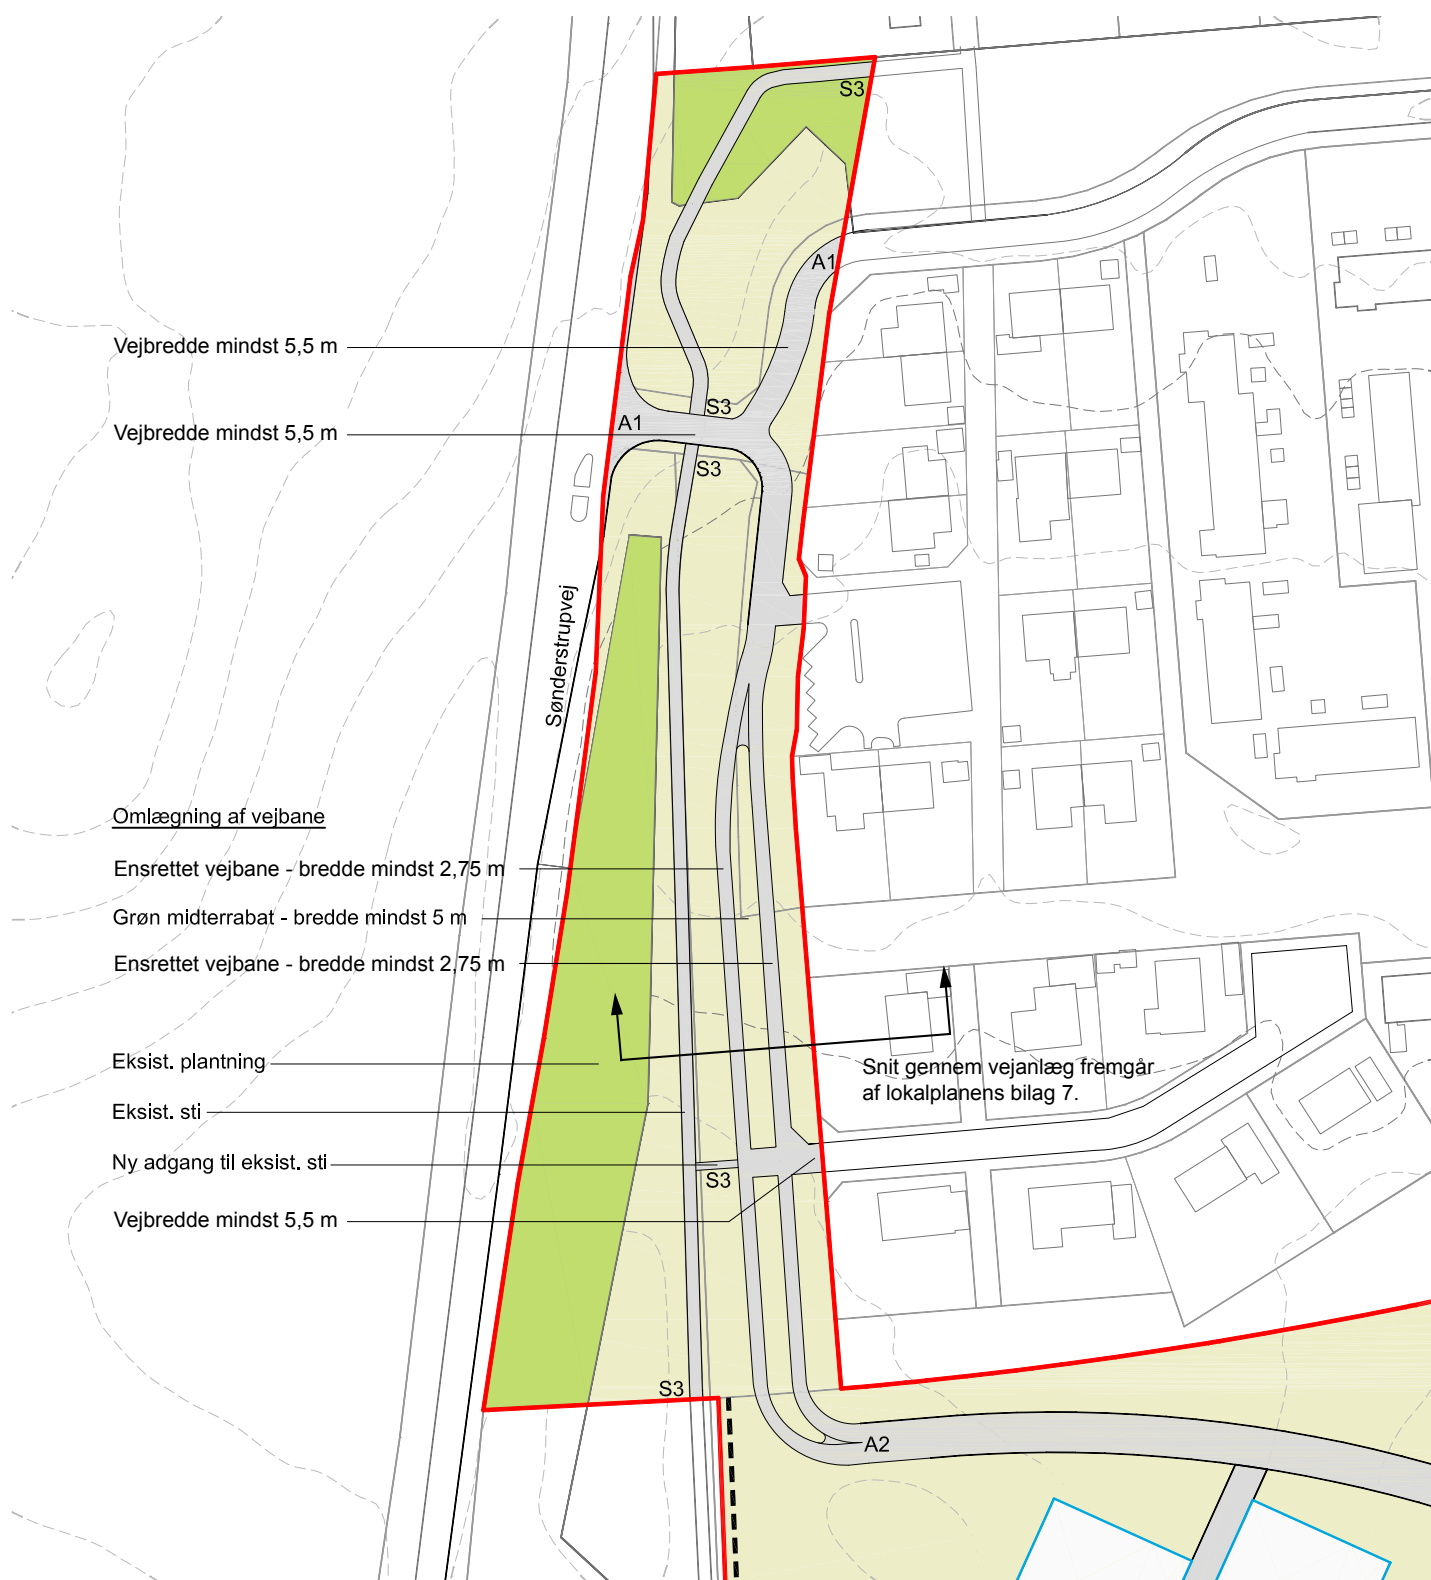 S3
A1
Vejbredde mindst 5,5 m
S3
A1
Vejbredde mindst 5,5 m
S3
Sønderstrupvej
Omlægning af vejbane
Ensrettet vejbane - bredde mindst 2,75 m
Grøn midterrabat - bredde mindst 5 m
Ensrettet vejbane - bredde mindst 2,75 m
Eksist. plantning
Snit gennem vejanlæg fremgår
af lokalplanens bilag 7.
Eksist. sti
Ny adgang til eksist. sti
S3
Vejbredde mindst 5,5 m
S3
A2